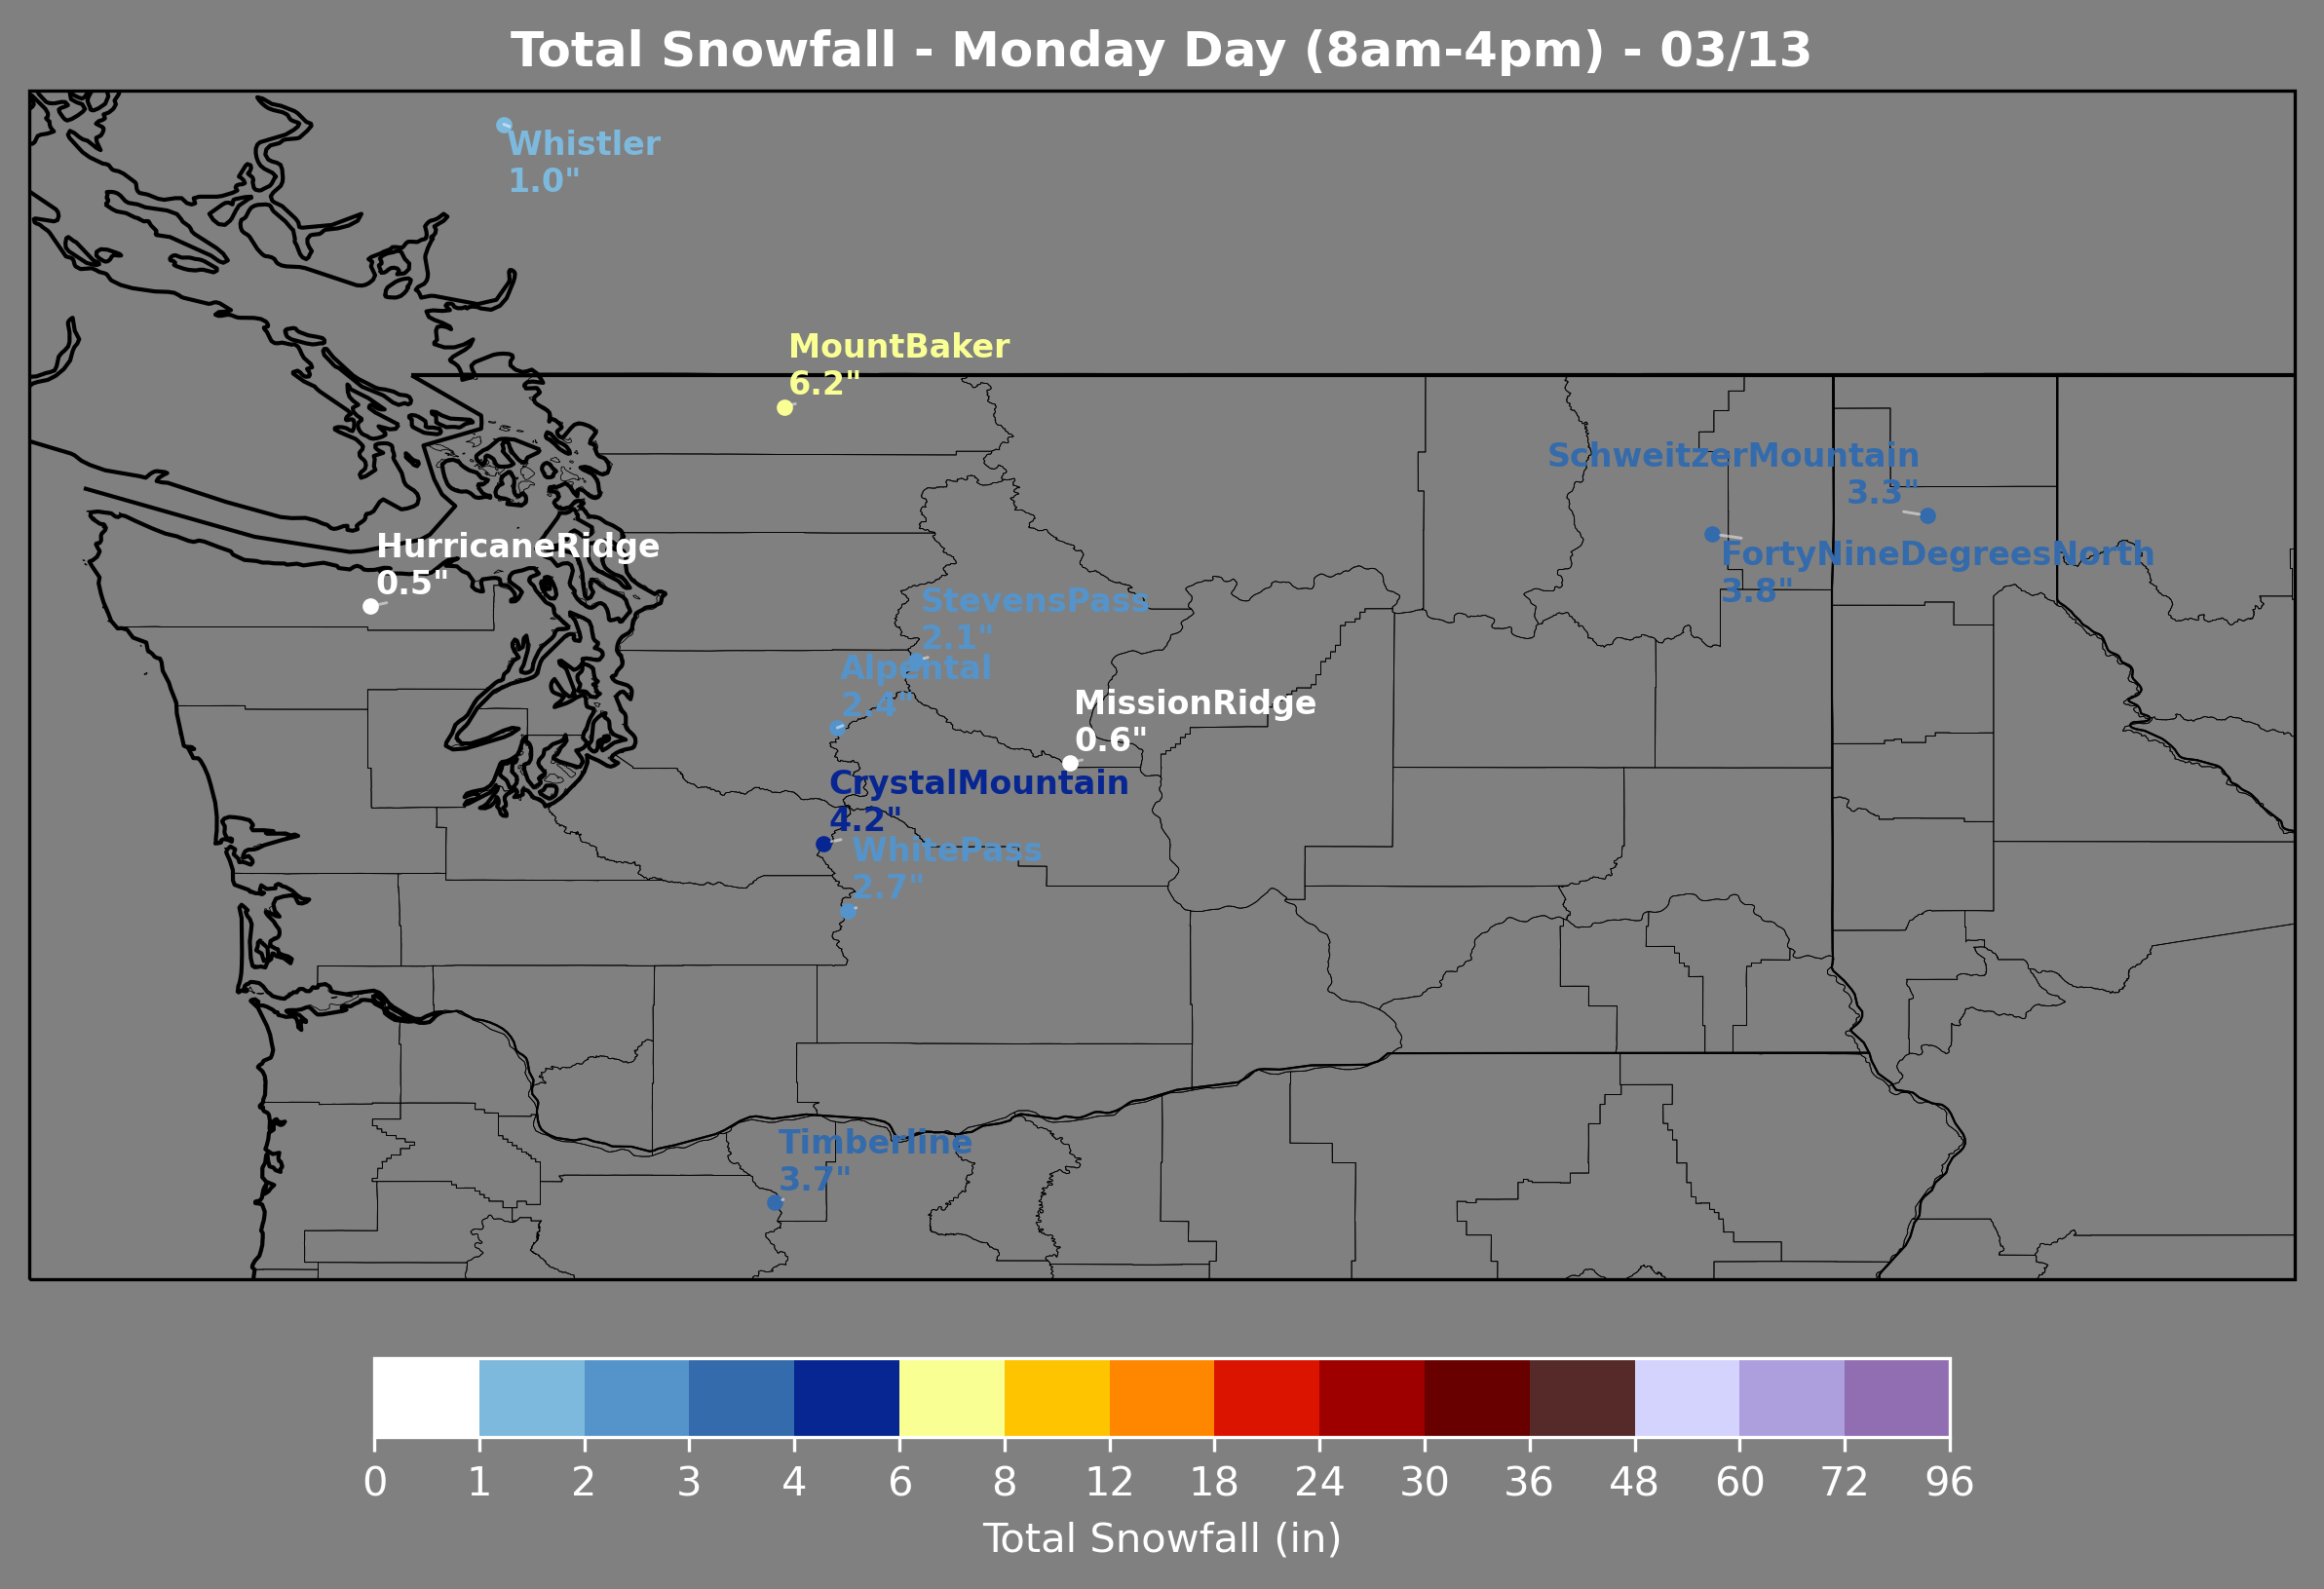 Total Snowfall - Monday Day (8am-4pm) - 03/13
Whistler
1.0"
MountBaker
6.2"
SchweitzerMountain
3.3"
HurricaneRidge
0.5"
FortyNineDegreesNorth
3.8"
StevensPass
2.1"
Alpental
2.4"
MissionRidge
0.6"
CrystalMountain
4.2"
WhitePass
2.7"
Timberline
3.7"
0 1 2 3 4 6 8 12 18 24 30 36 48 60 72 96
Total Snowfall (in)